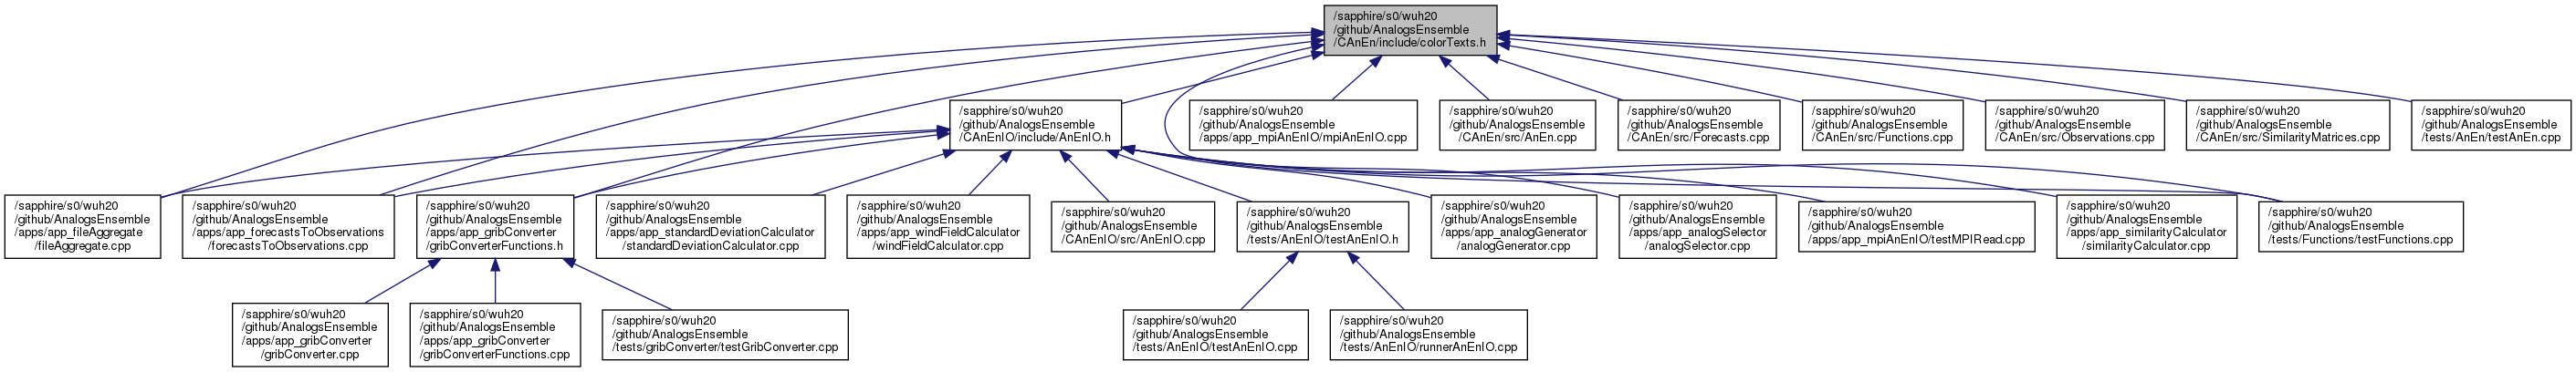 /sapphire/s0/wuh20
/github/AnalogsEnsemble
/CAnEn/include/colorTexts.h
/sapphire/s0/wuh20
/github/AnalogsEnsemble
/CAnEnIO/include/AnEnIO.h
/sapphire/s0/wuh20
/github/AnalogsEnsemble
/apps/app_mpiAnEnIO/mpiAnEnIO.cpp
/sapphire/s0/wuh20
/github/AnalogsEnsemble
/CAnEn/src/AnEn.cpp
/sapphire/s0/wuh20
/github/AnalogsEnsemble
/CAnEn/src/Forecasts.cpp
/sapphire/s0/wuh20
/github/AnalogsEnsemble
/CAnEn/src/Functions.cpp
/sapphire/s0/wuh20
/github/AnalogsEnsemble
/CAnEn/src/Observations.cpp
/sapphire/s0/wuh20
/github/AnalogsEnsemble
/CAnEn/src/SimilarityMatrices.cpp
/sapphire/s0/wuh20
/github/AnalogsEnsemble
/tests/AnEn/testAnEn.cpp
/sapphire/s0/wuh20
/github/AnalogsEnsemble
/apps/app_fileAggregate
/fileAggregate.cpp
/sapphire/s0/wuh20
/github/AnalogsEnsemble
/apps/app_forecastsToObservations
/forecastsToObservations.cpp
/sapphire/s0/wuh20
/github/AnalogsEnsemble
/apps/app_gribConverter
/gribConverterFunctions.h
/sapphire/s0/wuh20
/github/AnalogsEnsemble
/apps/app_standardDeviationCalculator
/standardDeviationCalculator.cpp
/sapphire/s0/wuh20
/github/AnalogsEnsemble
/apps/app_windFieldCalculator
/windFieldCalculator.cpp
/sapphire/s0/wuh20
/github/AnalogsEnsemble
/CAnEnIO/src/AnEnIO.cpp
/sapphire/s0/wuh20
/github/AnalogsEnsemble
/tests/AnEnIO/testAnEnIO.h
/sapphire/s0/wuh20
/github/AnalogsEnsemble
/apps/app_analogGenerator
/analogGenerator.cpp
/sapphire/s0/wuh20
/github/AnalogsEnsemble
/apps/app_analogSelector
/analogSelector.cpp
/sapphire/s0/wuh20
/github/AnalogsEnsemble
/apps/app_mpiAnEnIO/testMPIRead.cpp
/sapphire/s0/wuh20
/github/AnalogsEnsemble
/apps/app_similarityCalculator
/similarityCalculator.cpp
/sapphire/s0/wuh20
/github/AnalogsEnsemble
/tests/Functions/testFunctions.cpp
/sapphire/s0/wuh20
/github/AnalogsEnsemble
/apps/app_gribConverter
/gribConverter.cpp
/sapphire/s0/wuh20
/github/AnalogsEnsemble
/apps/app_gribConverter
/gribConverterFunctions.cpp
/sapphire/s0/wuh20
/github/AnalogsEnsemble
/tests/gribConverter/testGribConverter.cpp
/sapphire/s0/wuh20
/github/AnalogsEnsemble
/tests/AnEnIO/testAnEnIO.cpp
/sapphire/s0/wuh20
/github/AnalogsEnsemble
/tests/AnEnIO/runnerAnEnIO.cpp